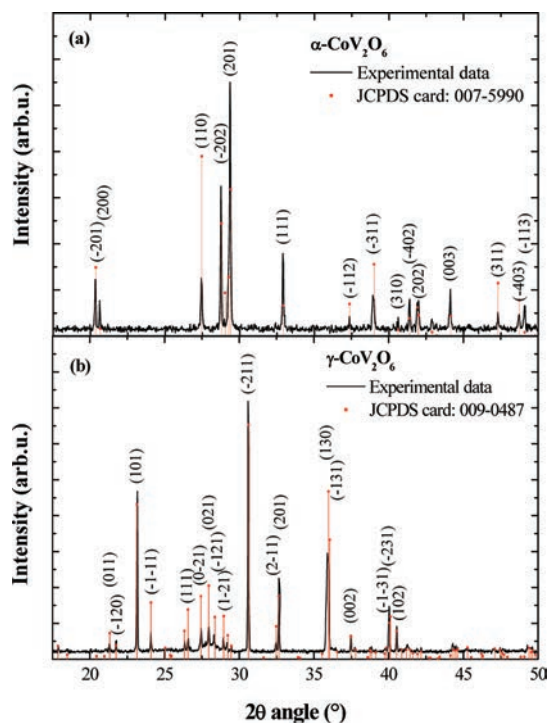 (a)
α-CoV₂O₆
Experimental data
JCPDS card: 007-5990
Intensity (arb.u.)
(-201)
(200)
(110)
(-202)
(201)
(111)
(-112)
(-311)
(310)
(-402)
(202)
(003)
(311)
(-403)
(-113)
(b)
γ-CoV₂O₆
Experimental data
JCPDS card: 009-0487
Intensity (arb.u.)
(011)
(-120)
(101)
(-1-11)
(111)
(0-21)
(021)
(-121)
(1-21)
(-211)
(2-11)
(201)
(130)
(-131)
(002)
(-1-31)
(-231)
(102)
20 25 30 35 40 45 50
2θ angle (°)